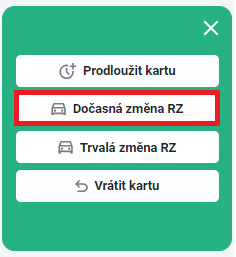 Prodloužit kartu
Dočasná změna RZ
Trvalá změna RZ
Vrátit kartu